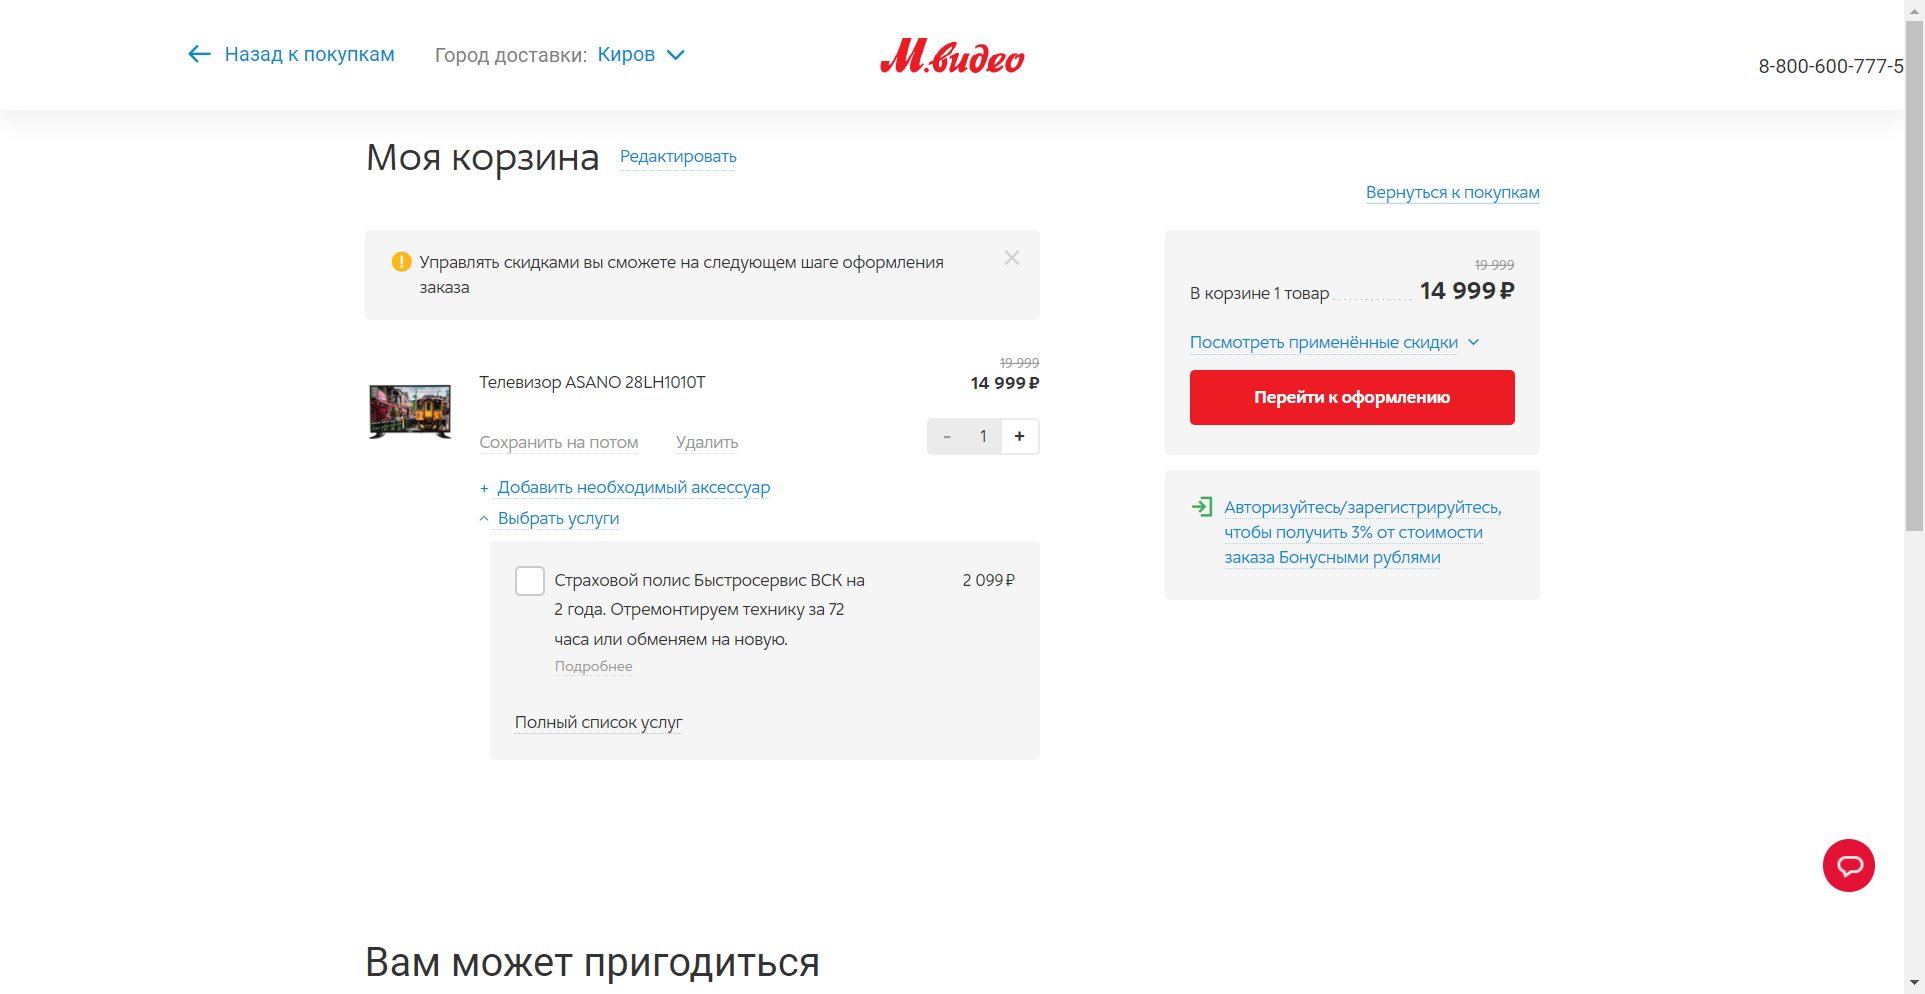 Назад к покупкам
Город доставки: Киров
М.видео
8-800-600-777-5
Моя корзина
Редактировать
Вернуться к покупкам
Управлять скидками вы сможете на следующем шаге оформления
заказа
19 999
Телевизор ASANO 28LH1010T
14 999 ₽
Сохранить на потом
Удалить
- 1 +
+ Добавить необходимый аксессуар
Выбрать услуги
Страховой полис Быстросервис ВСК на
2 099 ₽
2 года. Отремонтируем технику за 72
часа или обменяем на новую.
Подробнее
Полный список услуг
19 999
В корзине 1 товар .............. 14 999 ₽
Посмотреть применённые скидки
Перейти к оформлению
Авторизуйтесь/зарегистрируйтесь,
чтобы получить 3% от стоимости
заказа Бонусными рублями
Вам может пригодиться